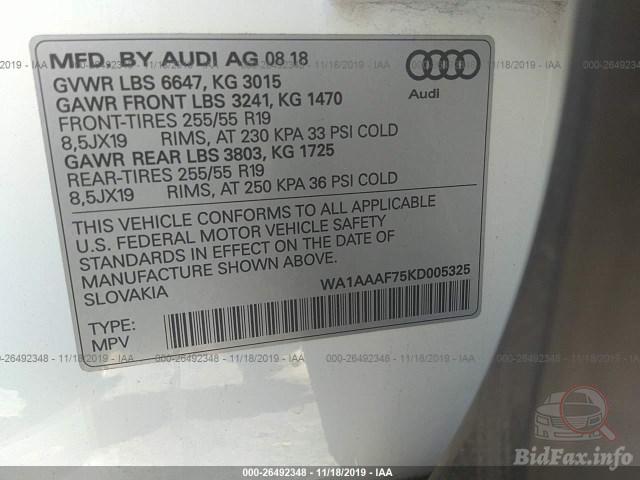 MFD. BY AUDI AG 08 18
GVWR LBS 6647, KG 3015
GAWR FRONT LBS 3241, KG 1470
FRONT-TIRES 255/55 R19
8,5JX19 RIMS, AT 230 KPA 33 PSI COLD
GAWR REAR LBS 3803, KG 1725
REAR-TIRES 255/55 R19
8,5JX19 RIMS, AT 250 KPA 36 PSI COLD
Audi
THIS VEHICLE CONFORMS TO ALL APPLICABLE
U.S. FEDERAL MOTOR VEHICLE SAFETY
STANDARDS IN EFFECT ON THE DATE OF
MANUFACTURE SHOWN ABOVE.
SLOVAKIA WA1AAAF75KD005325
TYPE:
MPV
000-26492348 - 11/18/2019 - IAA
BidFax.info